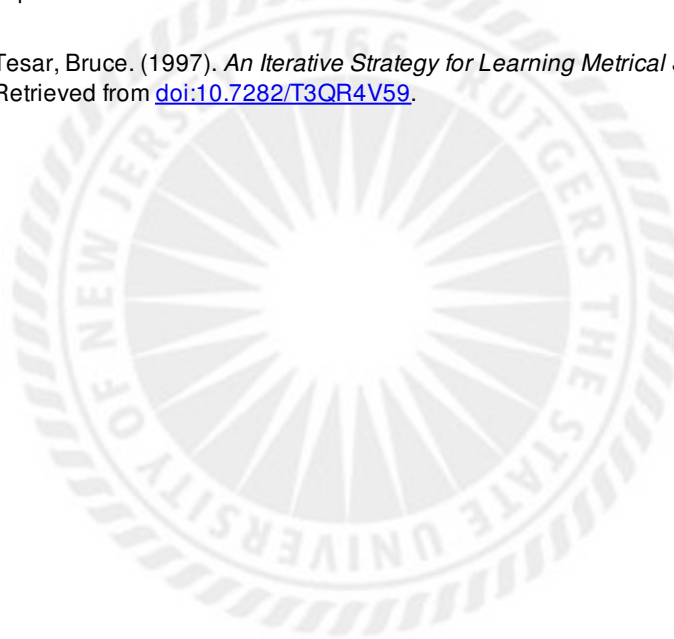 Tesar, Bruce. (1997). An Iterative Strategy for Learning Metrical
Retrieved from doi:10.7282/T3QR4V59.
1766
RUTGERS THE STATE UNIVERSITY OF NEW JERSEY